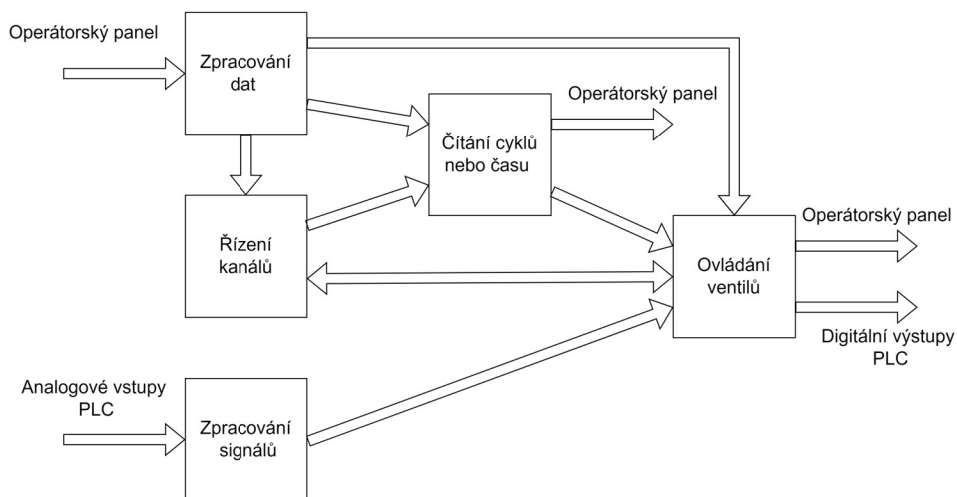 Operátorský panel
Zpracování
dat
Čítání cyklů
nebo času
Operátorský panel
Řízení
kanálů
Ovládání
ventilů
Operátorský panel
Digitální výstupy
PLC
Analogové vstupy
PLC
Zpracování
signálů